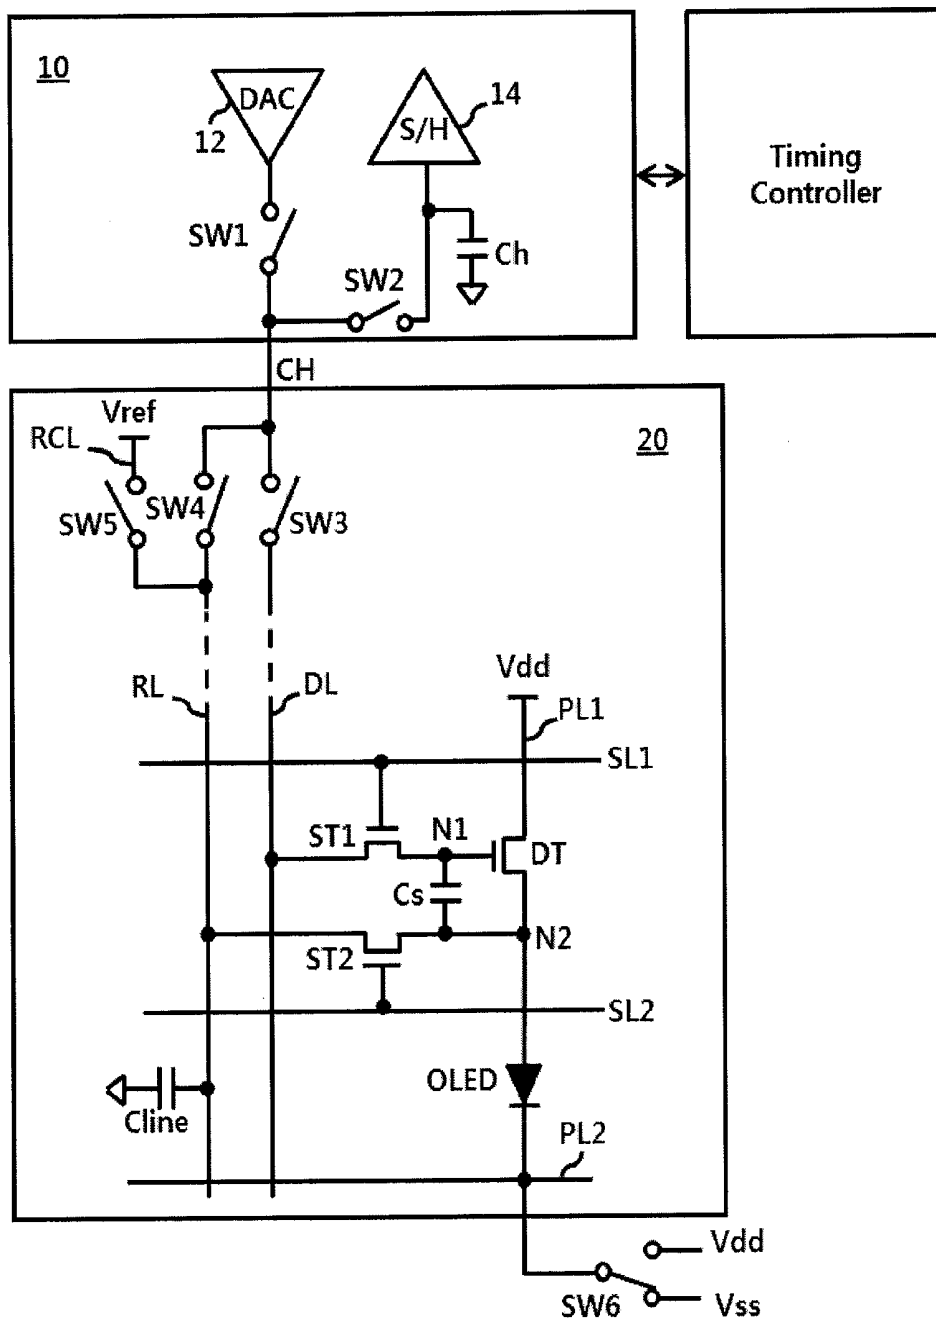 10
DAC
12
S/H
14
Timing
Controller
SW1
SW2
Ch
CH
Vref
RCL
20
SW5
SW4
SW3
RL
DL
Vdd
PL1
SL1
ST1
N1
DT
Cs
ST2
N2
SL2
OLED
Cline
PL2
Vdd
SW6
Vss